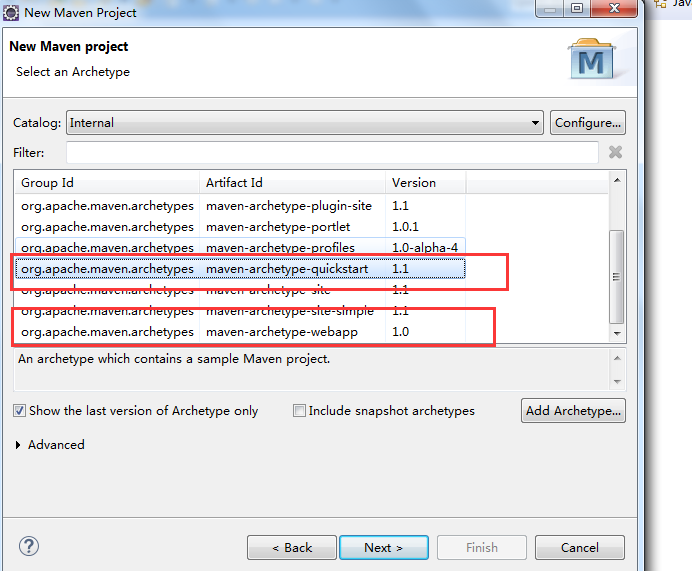 New Maven Project
Jav
New Maven project
Select an Archetype
Catalog: Internal Configure...
Filter:
Group Id Artifact Id Version
org.apache.maven.archetypes maven-archetype-plugin-site 1.1
org.apache.maven.archetypes maven-archetype-portlet 1.0.1
org.apache.maven.archetypes maven-archetype-profiles 1.0-alpha-4
org.apache.maven.archetypes maven-archetype-quickstart 1.1
org.apache.maven.archetypes maven-archetype-site 1.1
org.apache.maven.archetypes maven-archetype-site-simple 1.1
org.apache.maven.archetypes maven-archetype-webapp 1.0
An archetype which contains a sample Maven project.
Show the last version of Archetype only Include snapshot archetypes Add Archetype...
Advanced
< Back Next > Finish Cancel